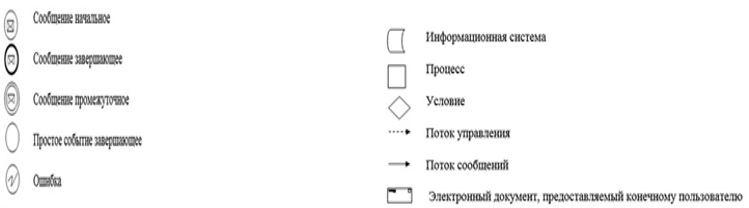 Сообщение начальное
Сообщение завершающее
Сообщение промежуточное
Простое событие завершающее
Ошибка
Информационная система
Процесс
Условие
Поток управления
Поток сообщений
Электронный документ, предоставляемый конечному пользователю